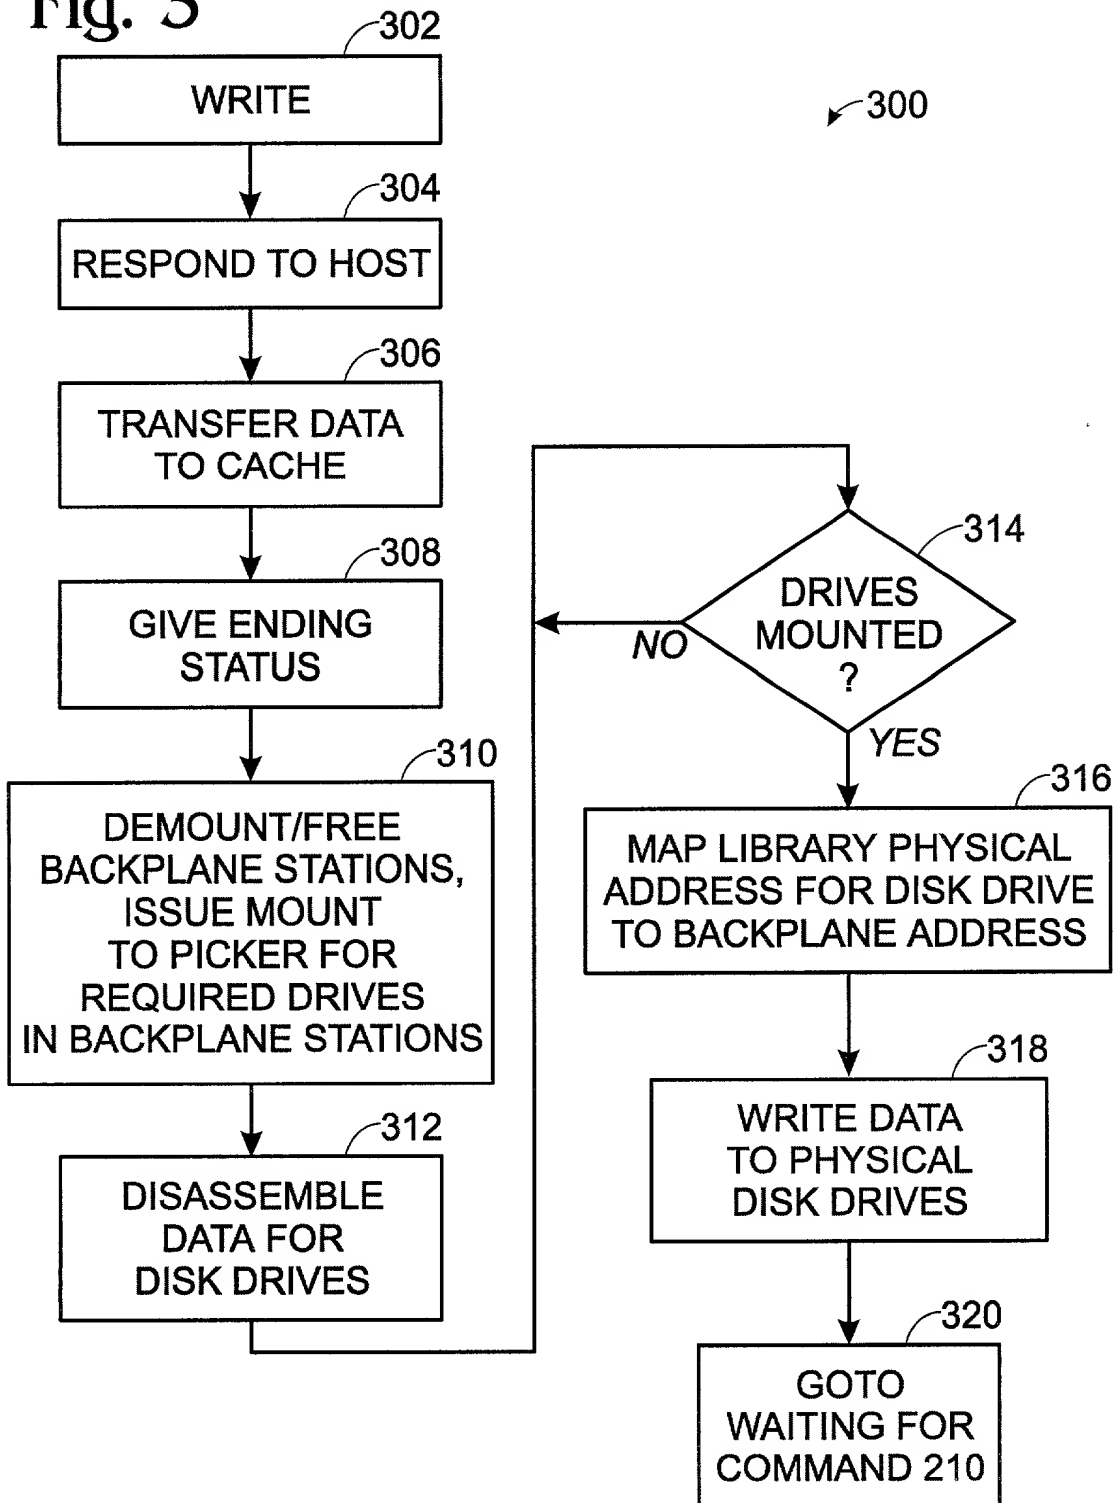 Fig. 3
302
WRITE
300
304
RESPOND TO HOST
306
TRANSFER DATA
TO CACHE
308
GIVE ENDING
STATUS
310
DEMOUNT/FREE
BACKPLANE STATIONS,
ISSUE MOUNT
TO PICKER FOR
REQUIRED DRIVES
IN BACKPLANE STATIONS
312
DISASSEMBLE
DATA FOR
DISK DRIVES
314
DRIVES
MOUNTED
?
NO
YES
316
MAP LIBRARY PHYSICAL
ADDRESS FOR DISK DRIVE
TO BACKPLANE ADDRESS
318
WRITE DATA
TO PHYSICAL
DISK DRIVES
320
GOTO
WAITING FOR
COMMAND 210